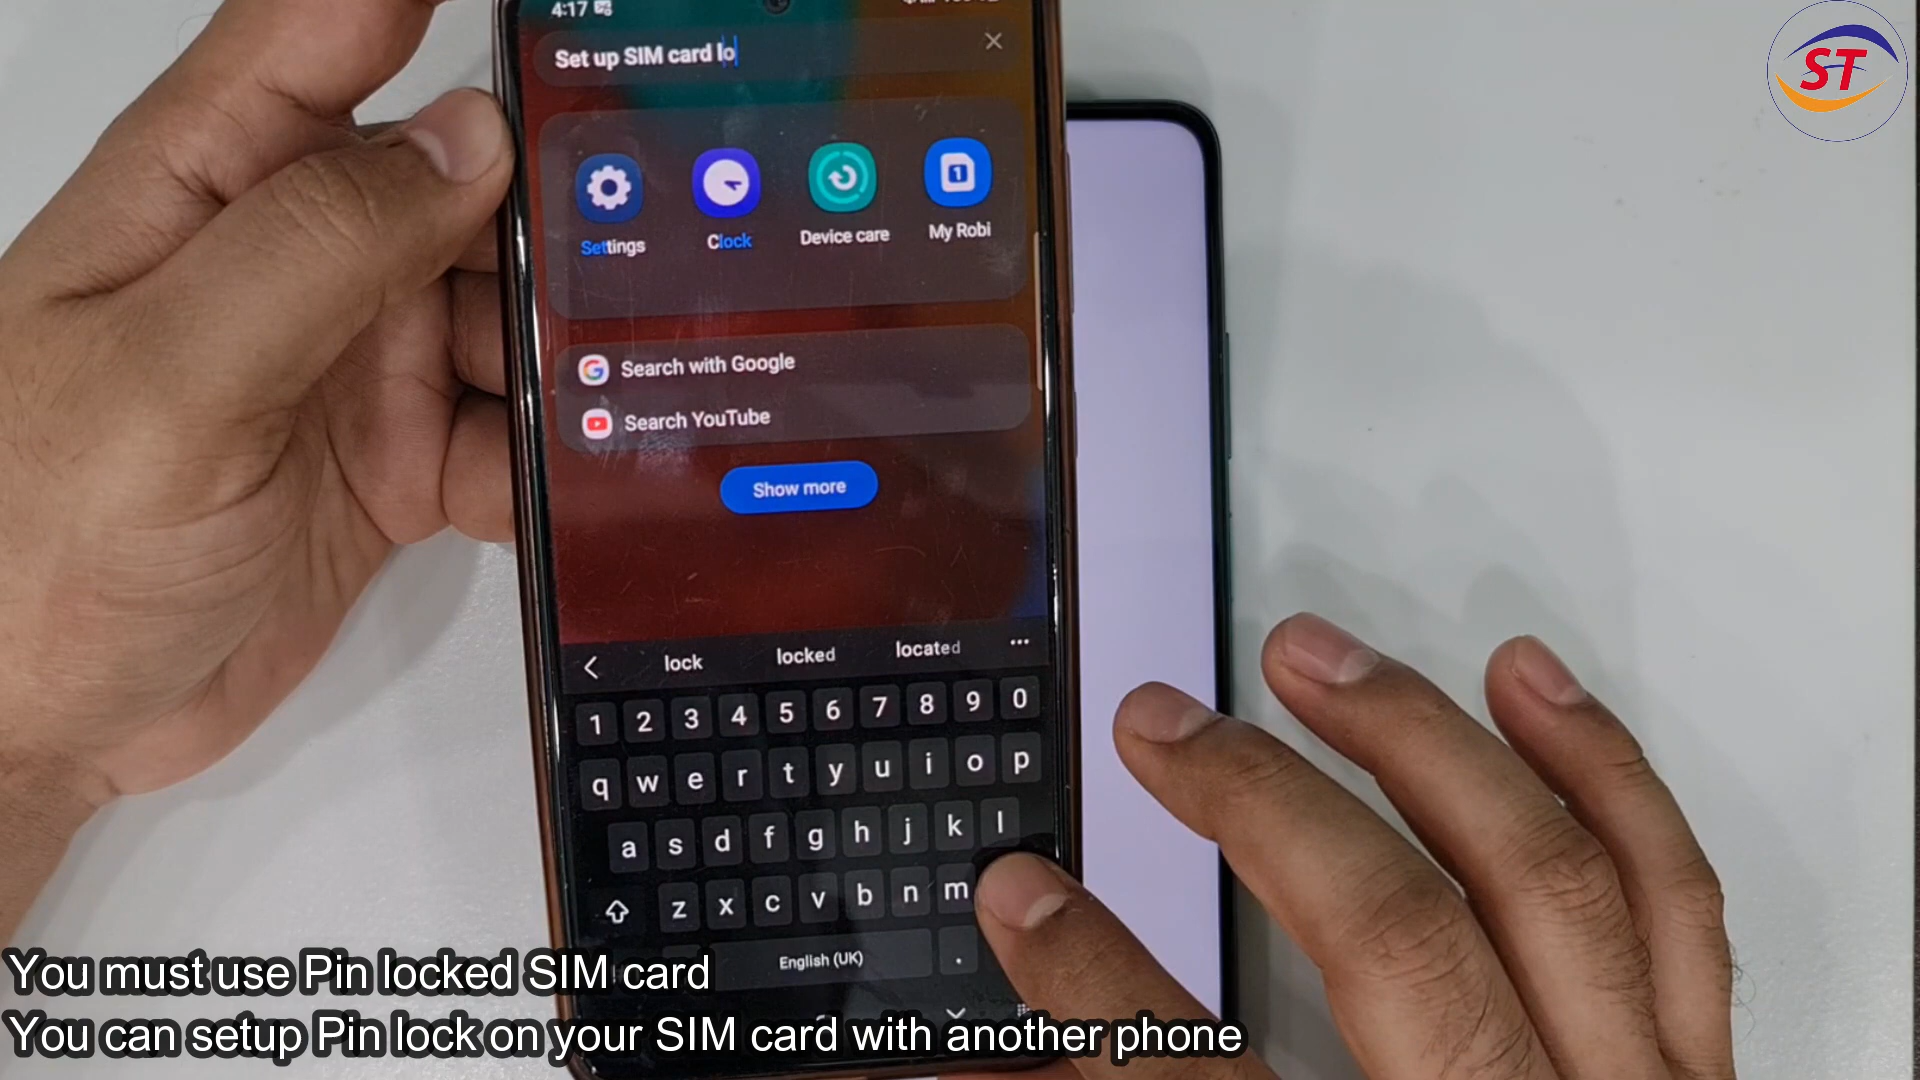 4:17
ST
Set up SIM card lo
Settings
Clock
Device care
My Robi
1
Search with Google
Search YouTube
Show more
lock
locked
located
1 2 3 4 5 6 7 8 9 0
q w e r t y u i o p
a s d f g h j k l
z x c v b n m
English (UK) .
You must use Pin locked SIM card
You can setup Pin lock on your SIM card with another phone